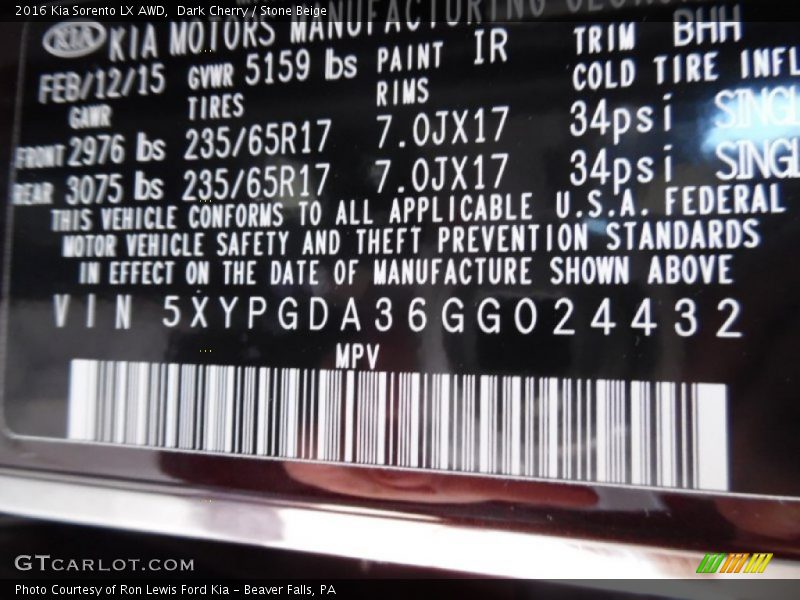 2016 Kia Sorento LX AWD,  Dark Cherry / Stone Beige
KIA KIA MOTORS MANUFACTURING
FEB/12/15 GVWR 5159 lbs PAINT IR TRIM BHH
GAWR TIRES RIMS COLD TIRE INFL
FRONT 2976 lbs 235/65R17 7.0JX17 34psi SINGL
REAR 3075 lbs 235/65R17 7.0JX17 34psi SINGL
THIS VEHICLE CONFORMS TO ALL APPLICABLE U.S.A. FEDERAL
MOTOR VEHICLE SAFETY AND THEFT PREVENTION STANDARDS
IN EFFECT ON THE DATE OF MANUFACTURE SHOWN ABOVE
VIN 5XYPGDA36GG024432
MPV
GTCARLOT.COM
Photo Courtesy of Ron Lewis Ford Kia – Beaver Falls, PA